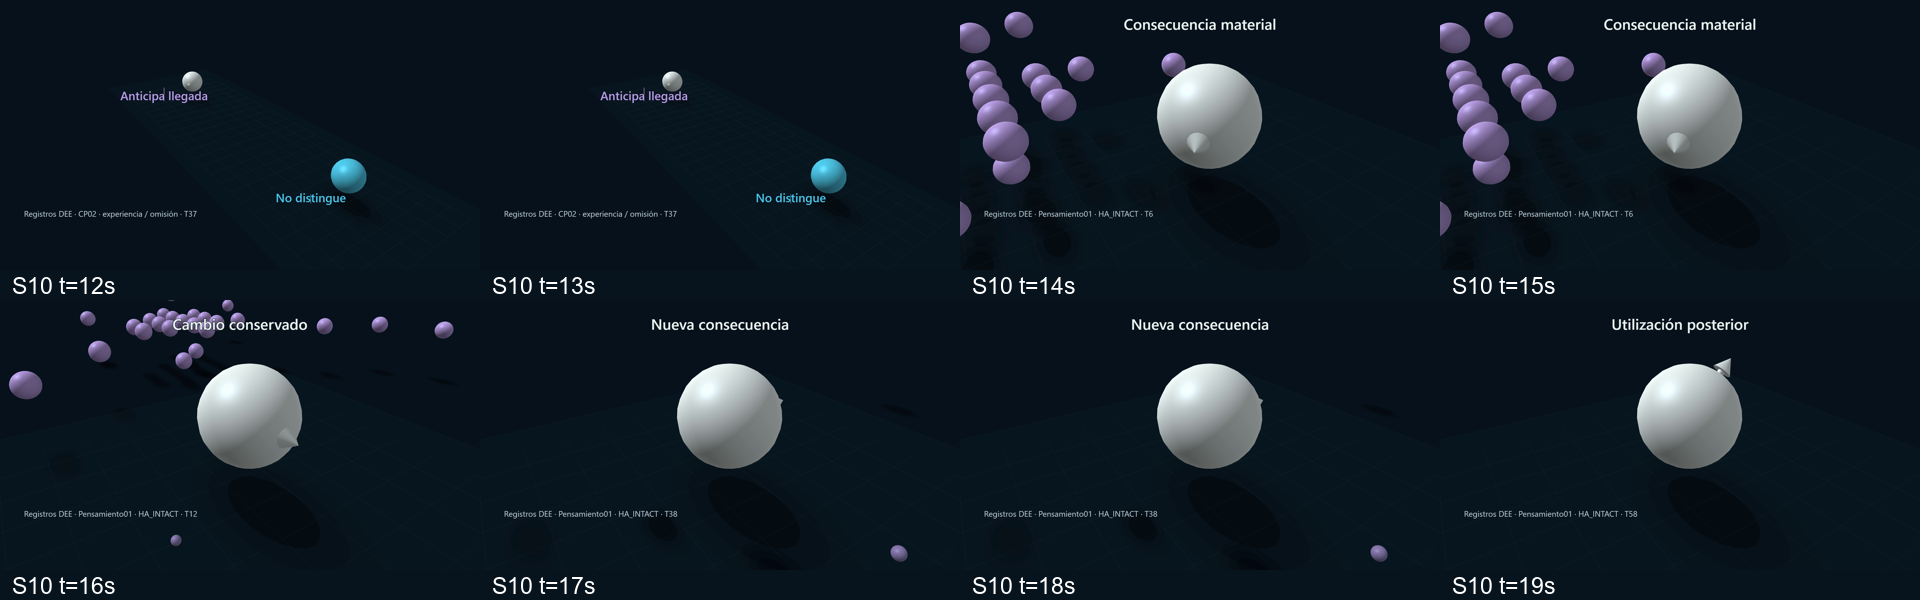 Anticipa llegada
No distingue
Registros DEE · CP02 · experiencia / omisión · T37
S10 t=12s
Anticipa llegada
No distingue
Registros DEE · CP02 · experiencia / omisión · T37
S10 t=13s
Consecuencia material
Registros DEE · Pensamiento01 · HA_INTACT · T6
S10 t=14s
Consecuencia material
Registros DEE · Pensamiento01 · HA_INTACT · T6
S10 t=15s
Cambio conservado
Registros DEE · Pensamiento01 · HA_INTACT · T12
S10 t=16s
Nueva consecuencia
Registros DEE · Pensamiento01 · HA_INTACT · T38
S10 t=17s
Nueva consecuencia
Registros DEE · Pensamiento01 · HA_INTACT · T38
S10 t=18s
Utilización posterior
Registros DEE · Pensamiento01 · HA_INTACT · T58
S10 t=19s